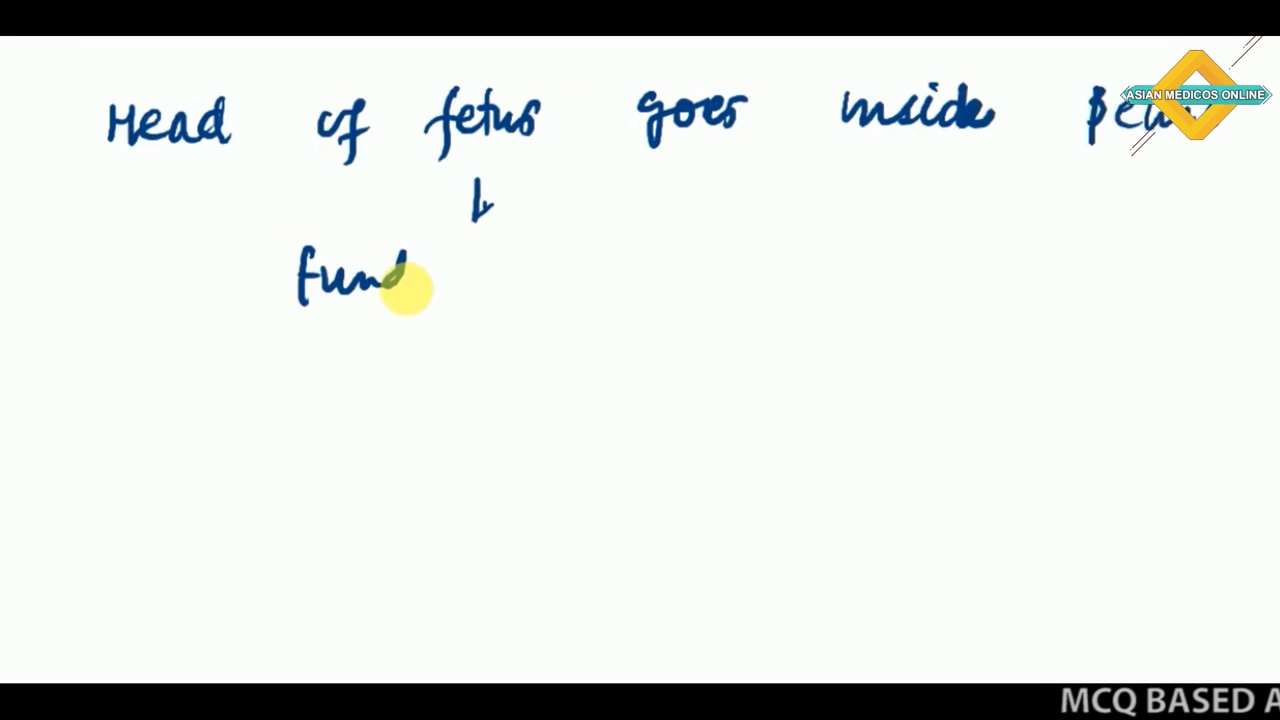 Head of fetus goes inside
ASIAN MEDICOS ONLINE
fund
MCQ BASED A